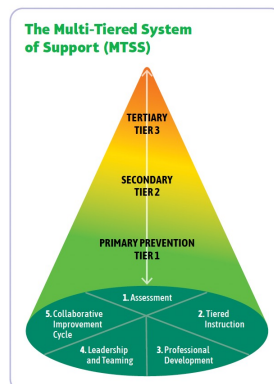 The Multi-Tiered System
of Support (MTSS)
TERTIARY
TIER 3
SECONDARY
TIER 2
PRIMARY PREVENTION
TIER 1
1. Assessment
2. Tiered
Instruction
3. Professional
Development
4. Leadership
and Teaming
5. Collaborative
Improvement
Cycle